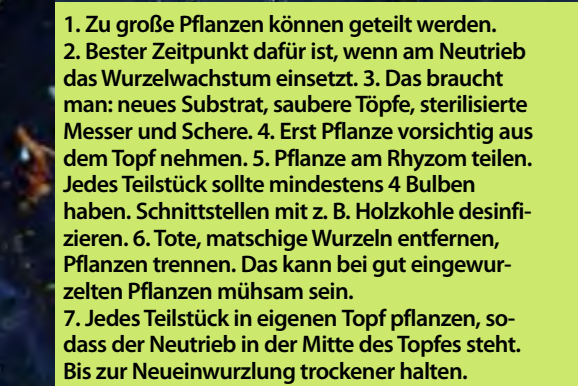 1. Zu große Pflanzen können geteilt werden.
2. Bester Zeitpunkt dafür ist, wenn am Neutrieb
das Wurzelwachstum einsetzt. 3. Das braucht
man: neues Substrat, saubere Töpfe, sterilisierte
Messer und Schere. 4. Erst Pflanze vorsichtig aus
dem Topf nehmen. 5. Pflanze am Rhyzom teilen.
Jedes Teilstück sollte mindestens 4 Bulben
haben. Schnittstellen mit z. B. Holzkohle desinfi-
zieren. 6. Tote, matschige Wurzeln entfernen,
Pflanzen trennen. Das kann bei gut eingewur-
zelten Pflanzen mühsam sein.
7. Jedes Teilstück in eigenen Topf pflanzen, so-
dass der Neutrieb in der Mitte des Topfes steht.
Bis zur Neueinwurzlung trockener halten.